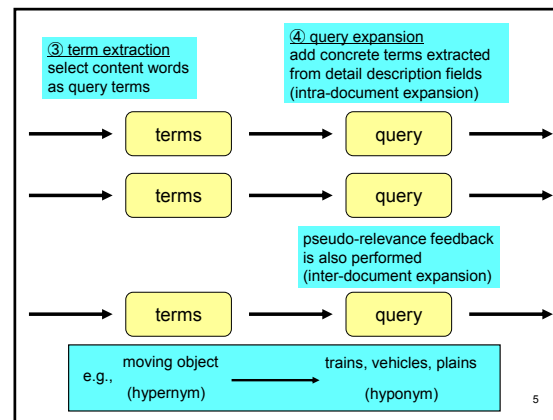 ③ term extraction
select content words
as query terms
④ query expansion
add concrete terms extracted
from detail description fields
(intra-document expansion)
terms
query
terms
query
pseudo-relevance feedback
is also performed
(inter-document expansion)
terms
query
e.g., moving object trains, vehicles, plains
(hypernym) (hyponym)
5